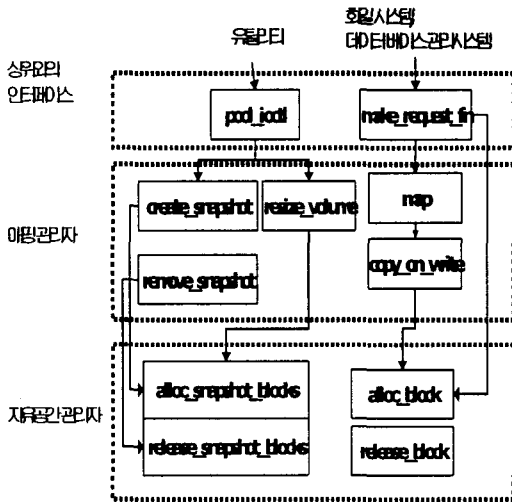 유틸리티
화일시스템
데이터베이스관리시스템
상위와의
인터페이스
pool_ioctl
make_request_fn
매핑관리자
create_snapshot
resize_volume
map
remove_snapshot
copy_on_write
자유공간관리자
alloc_snapshot_blocks
alloc_block
release_snapshot_blocks
release_block